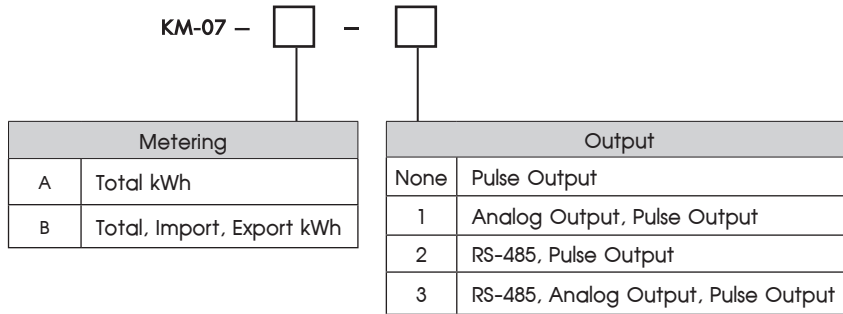 KM-07 – –
Metering
A Total kWh
B Total, Import, Export kWh
Output
None Pulse Output
1 Analog Output, Pulse Output
2 RS-485, Pulse Output
3 RS-485, Analog Output, Pulse Output